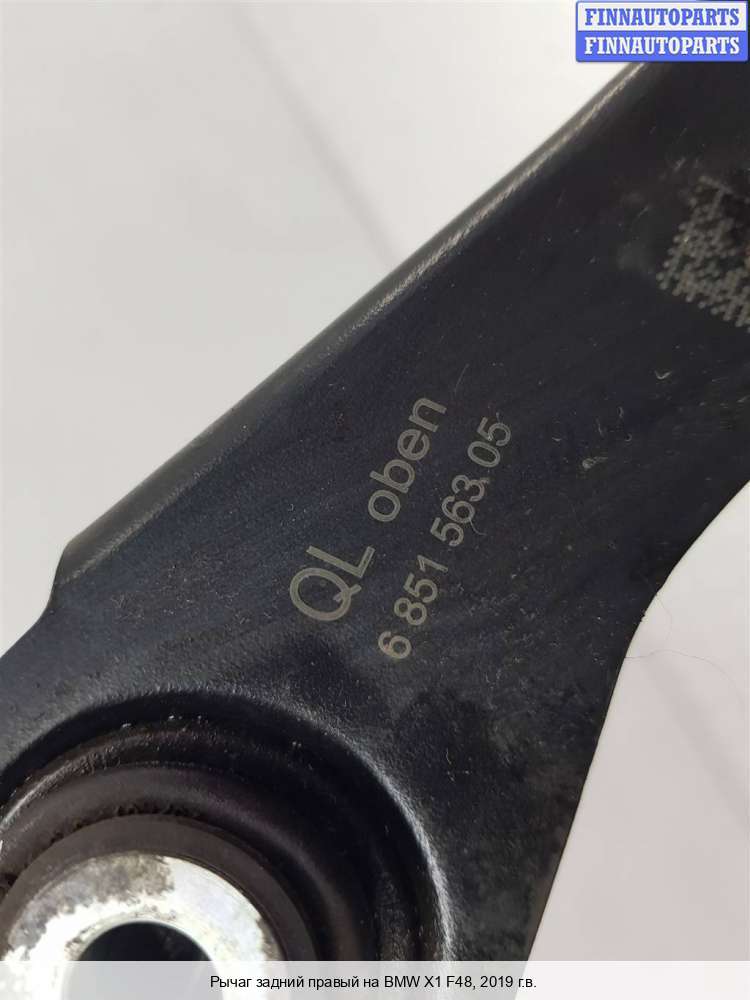 FINNAUTOPARTS
FINNAUTOPARTS
QL oben
6 851 563.05
Рычаг задний правый на BMW X1 F48, 2019 г.в.